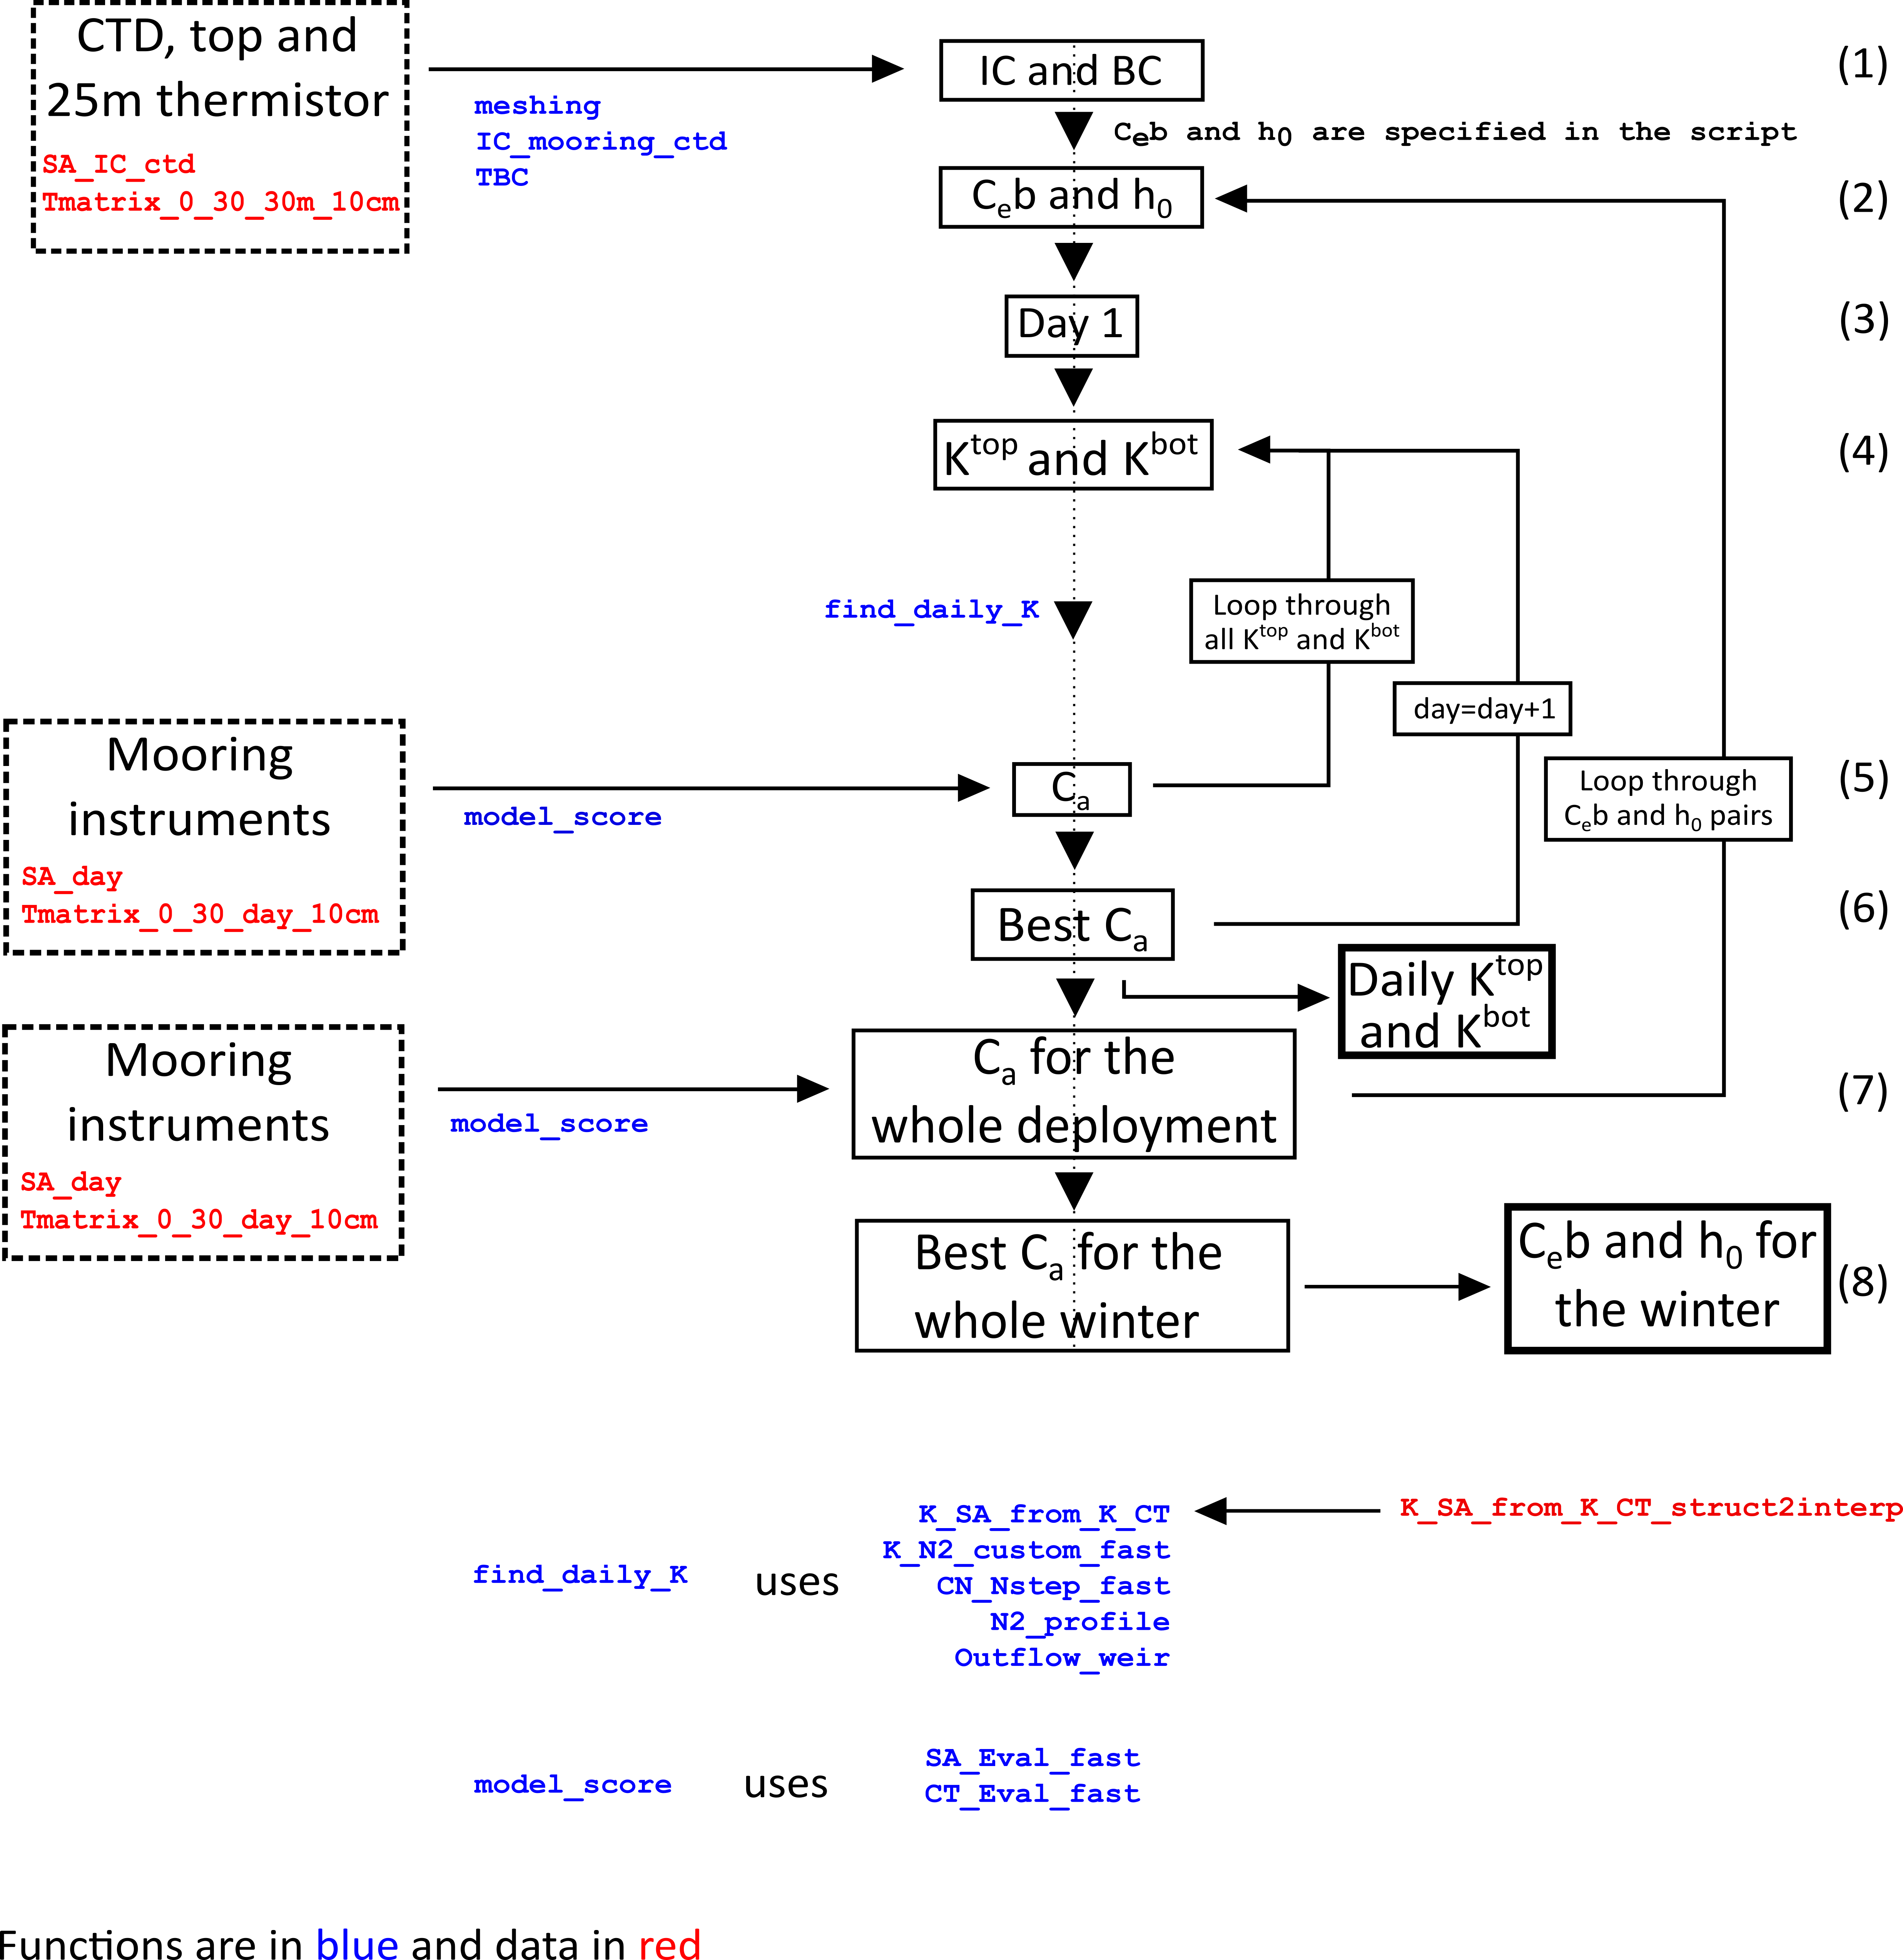 CTD, top and
25m thermistor
SA_IC_ctd
Tmatrix_0_30_30m_10cm
meshing
IC_mooring_ctd
TBC
IC and BC
(1)
Ceb and h0 are specified in the script
Ceb and h0
(2)
Day 1
(3)
Ktop and Kbot
(4)
find_daily_K
Loop through
all Ktop and Kbot
day=day+1
Mooring
instruments
SA_day
Tmatrix_0_30_day_10cm
model_score
Ca
Loop through
Ceb and h0 pairs
(5)
Best Ca
(6)
Daily Ktop
and Kbot
Mooring
instruments
SA_day
Tmatrix_0_30_day_10cm
model_score
Ca for the
whole deployment
(7)
Best Ca for the
whole winter
Ceb and h0 for
the winter
(8)
find_daily_K
uses
K_SA_from_K_CT
K_N2_custom_fast
CN_Nstep_fast
N2_profile
Outflow_weir
K_SA_from_K_CT_struct2interp
model_score
uses
SA_Eval_fast
CT_Eval_fast
Functions are in blue and data in red